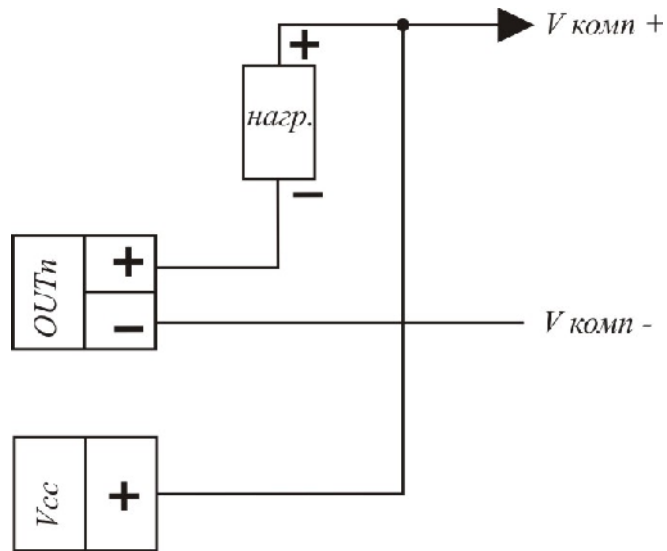 V комп +
+
нагр.
−
OUTn
+
−
V комп -
Vcc
+